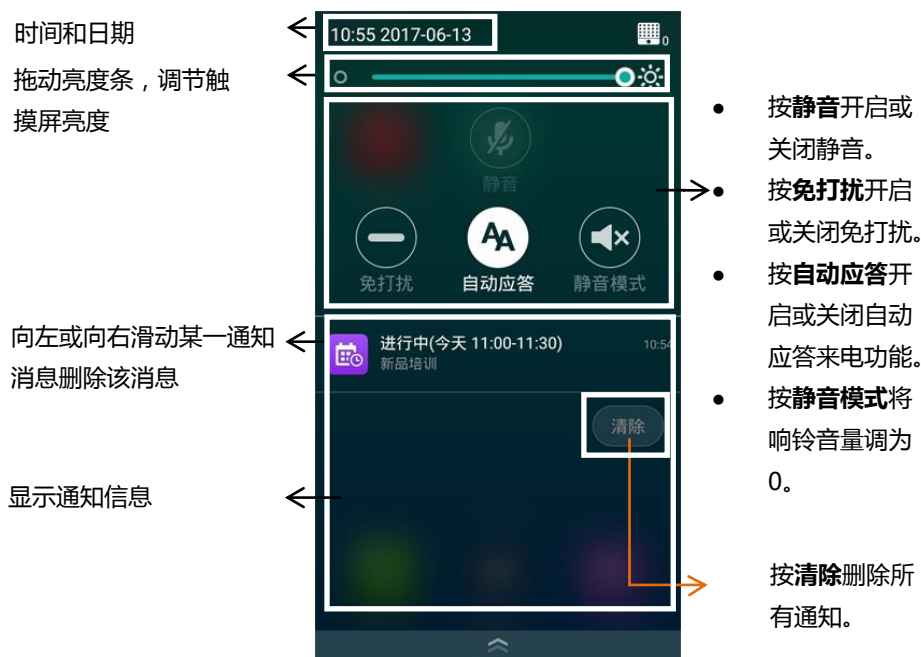 时间和日期
拖动亮度条，调节触
摸屏亮度
向左或向右滑动某一通知
消息删除该消息
显示通知信息
10:55 2017-06-13
0
静音
免打扰 自动应答 静音模式
进行中(今天 11:00-11:30) 10:54
新品培训
清除
● 按静音开启或
关闭静音。
● 按免打扰开启
或关闭免打扰。
● 按自动应答开
启或关闭自动
应答来电功能。
● 按静音模式将
响铃音量调为
0。
按清除删除所
有通知。